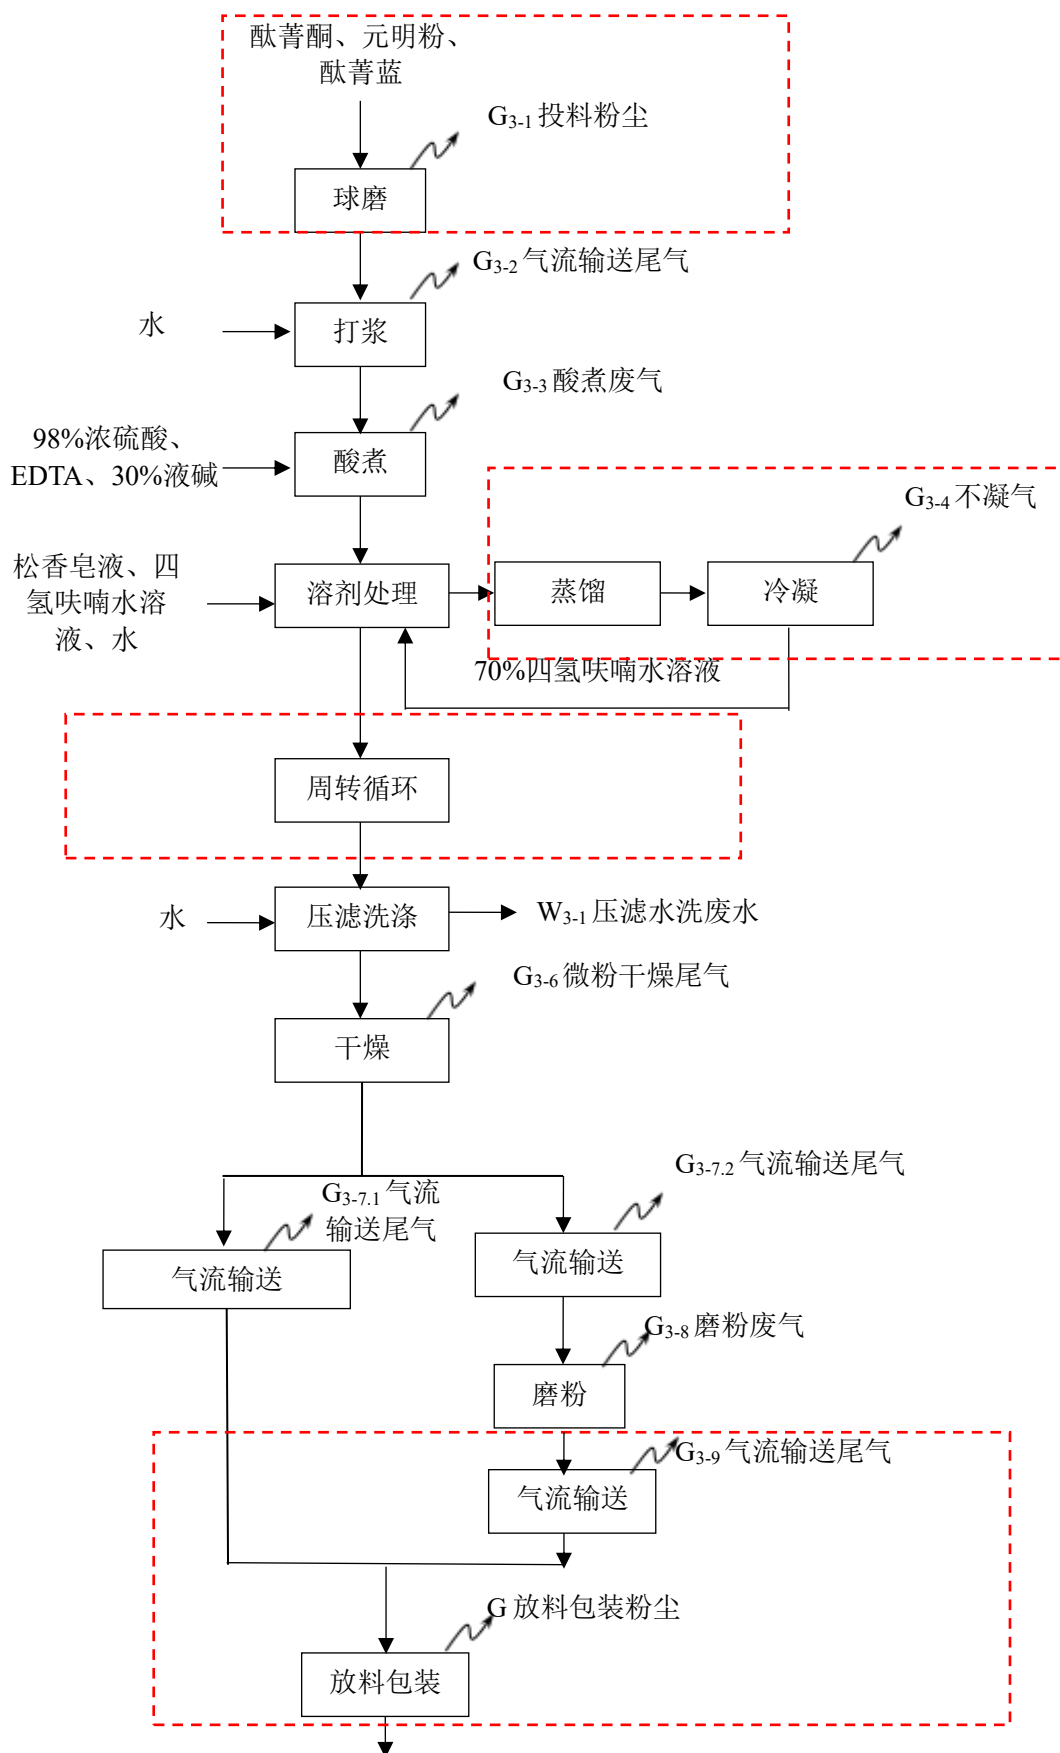 酞菁酮、元明粉、
酞菁蓝
G3-1 投料粉尘
球磨
G3-2 气流输送尾气
水
打浆
G3-3 酸煮废气
98%浓硫酸、
EDTA、30%液碱
酸煮
G3-4 不凝气
松香皂液、四
氢呋喃水溶
液、水
溶剂处理
蒸馏
冷凝
70%四氢呋喃水溶液
周转循环
水
压滤洗涤
W3-1 压滤水洗废水
G3-6 微粉干燥尾气
干燥
G3-7.2 气流输送尾气
G3-7.1 气流
输送尾气
气流输送
气流输送
G3-8 磨粉废气
磨粉
G3-9 气流输送尾气
气流输送
G 放料包装粉尘
放料包装